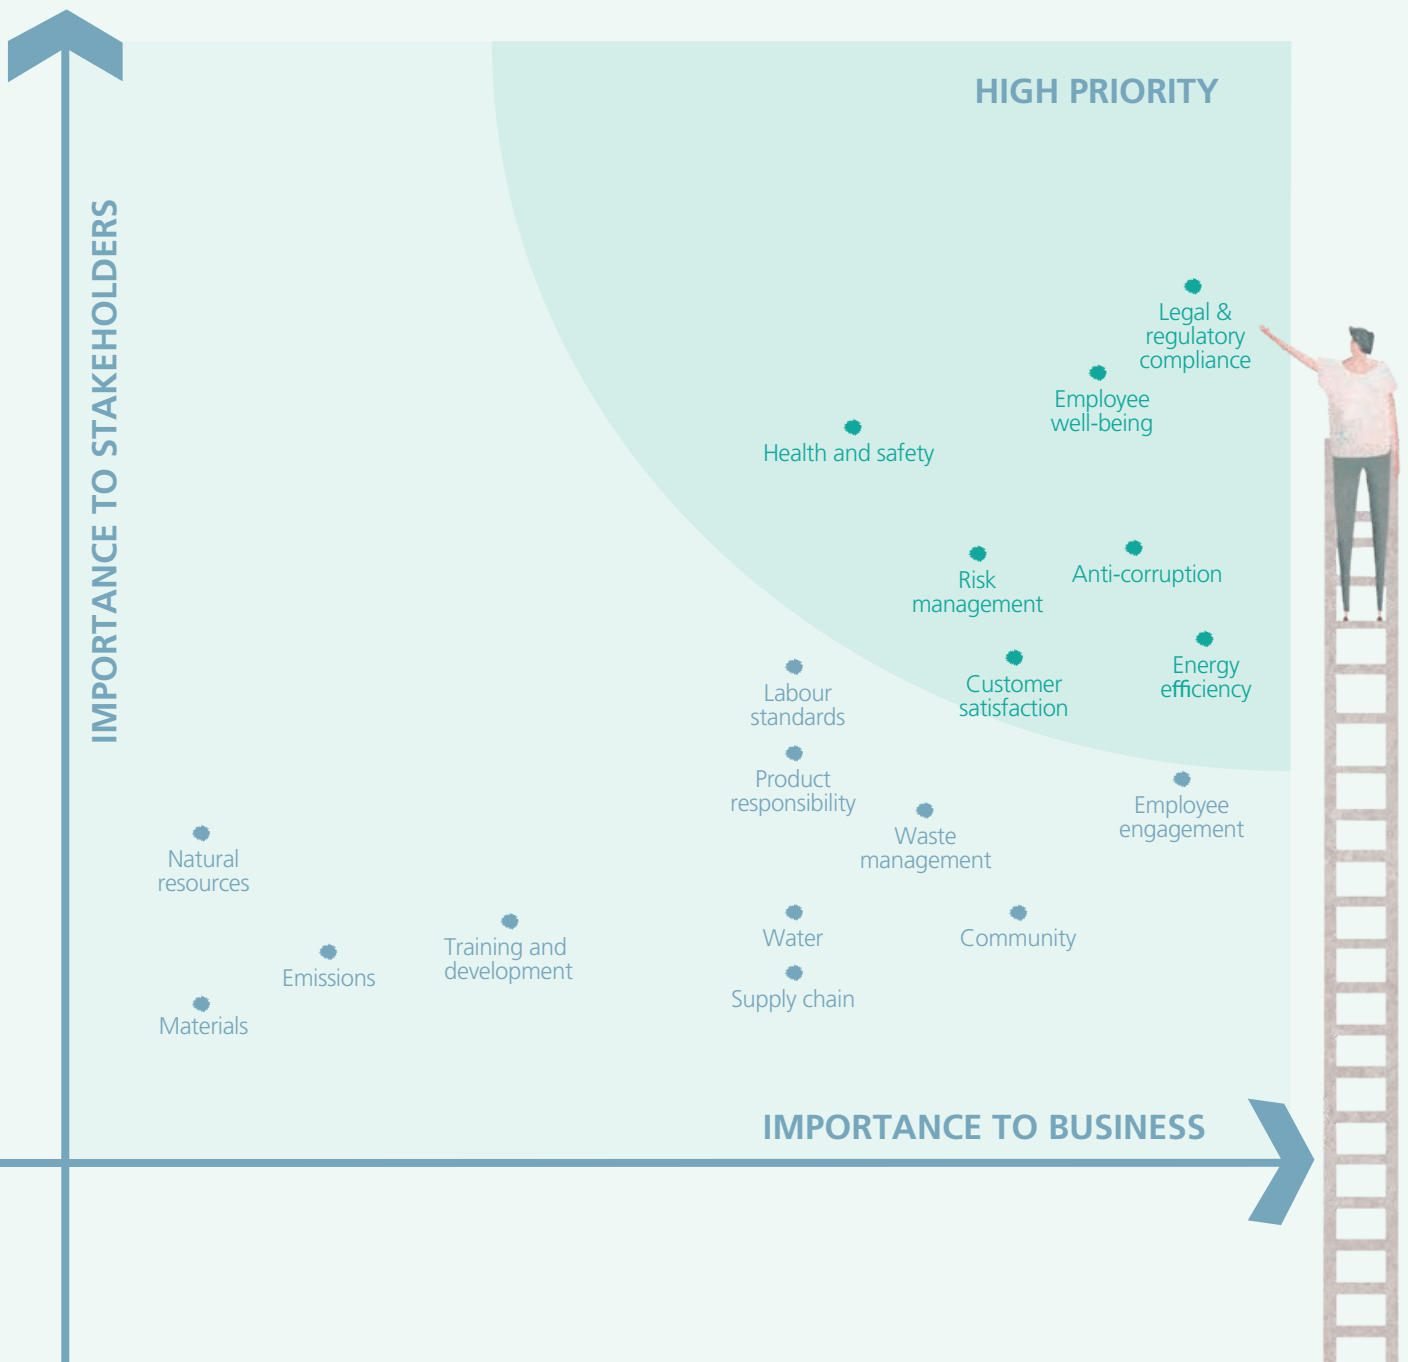 HIGH PRIORITY
IMPORTANCE TO STAKEHOLDERS
Legal &
regulatory
compliance
Employee
well-being
Health and safety
Risk
management
Anti-corruption
Energy
efficiency
Customer
satisfaction
Labour
standards
Product
responsibility
Employee
engagement
Waste
management
Natural
resources
Water
Community
Training and
development
Emissions
Supply chain
Materials
IMPORTANCE TO BUSINESS